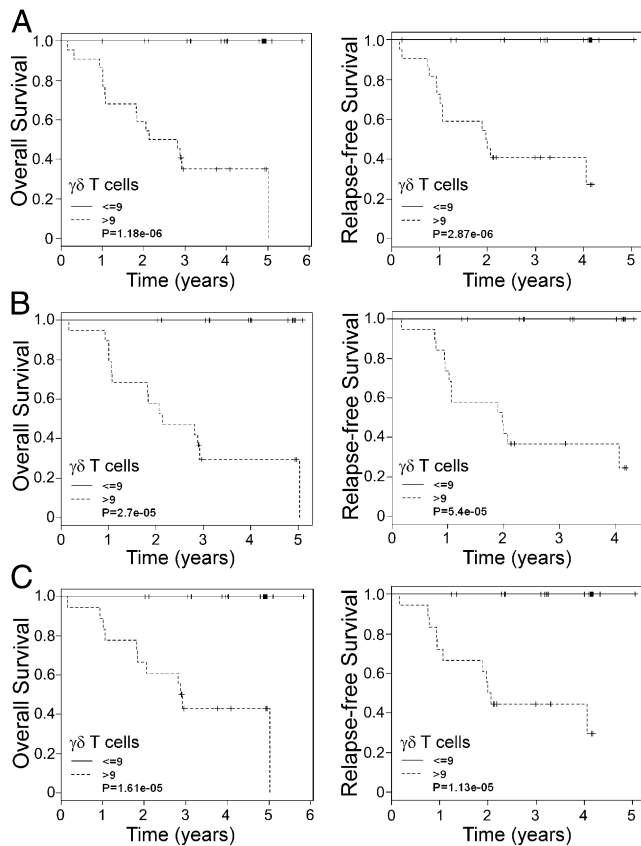 A
Overall Survival
1.0
0.8
0.6
0.4
0.2
0
γδ T cells
<=9
>9
P=1.18e-06
0 1 2 3 4 5 6
Time (years)
Relapse-free Survival
1.0
0.8
0.6
0.4
0.2
0
γδ T cells
<=9
>9
P=2.87e-06
0 1 2 3 4 5
Time (years)
B
Overall Survival
1.0
0.8
0.6
0.4
0.2
0
γδ T cells
<=9
>9
P=2.7e-05
0 1 2 3 4 5
Time (years)
Relapse-free Survival
1.0
0.8
0.6
0.4
0.2
0
γδ T cells
<=9
>9
P=5.4e-05
0 1 2 3 4
Time (years)
C
Overall Survival
1.0
0.8
0.6
0.4
0.2
0
γδ T cells
<=9
>9
P=1.61e-05
0 1 2 3 4 5 6
Time (years)
Relapse-free Survival
1.0
0.8
0.6
0.4
0.2
0
γδ T cells
<=9
>9
P=1.13e-05
0 1 2 3 4 5
Time (years)